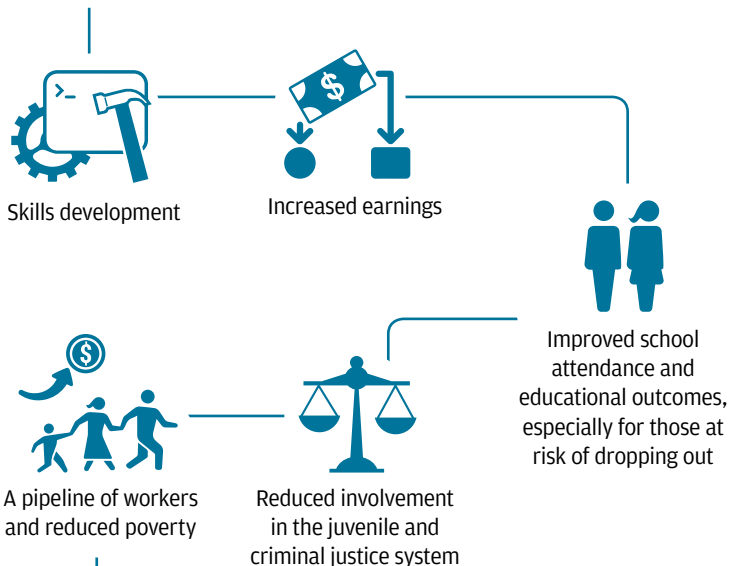 >_
$
Skills development
Increased earnings
Improved school
attendance and
educational outcomes,
especially for those at
risk of dropping out
$
A pipeline of workers
and reduced poverty
Reduced involvement
in the juvenile and
criminal justice system